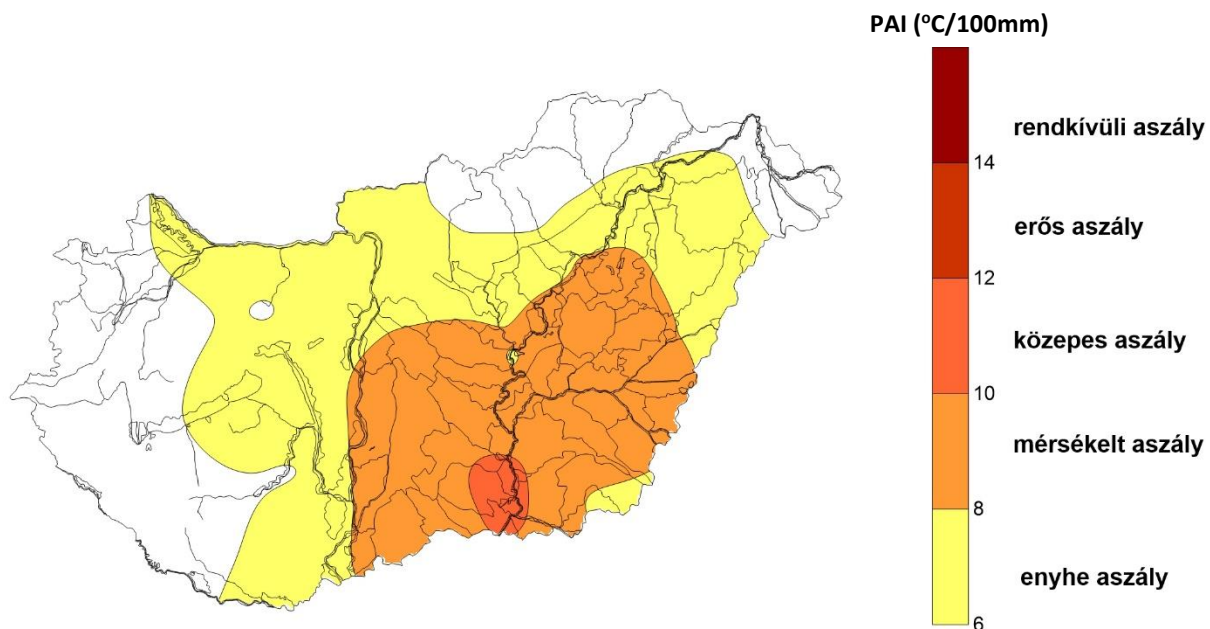 PAI (°C/100mm)
rendkívüli aszály
14
erős aszály
12
közepes aszály
10
mérsékelt aszály
8
enyhe aszály
6